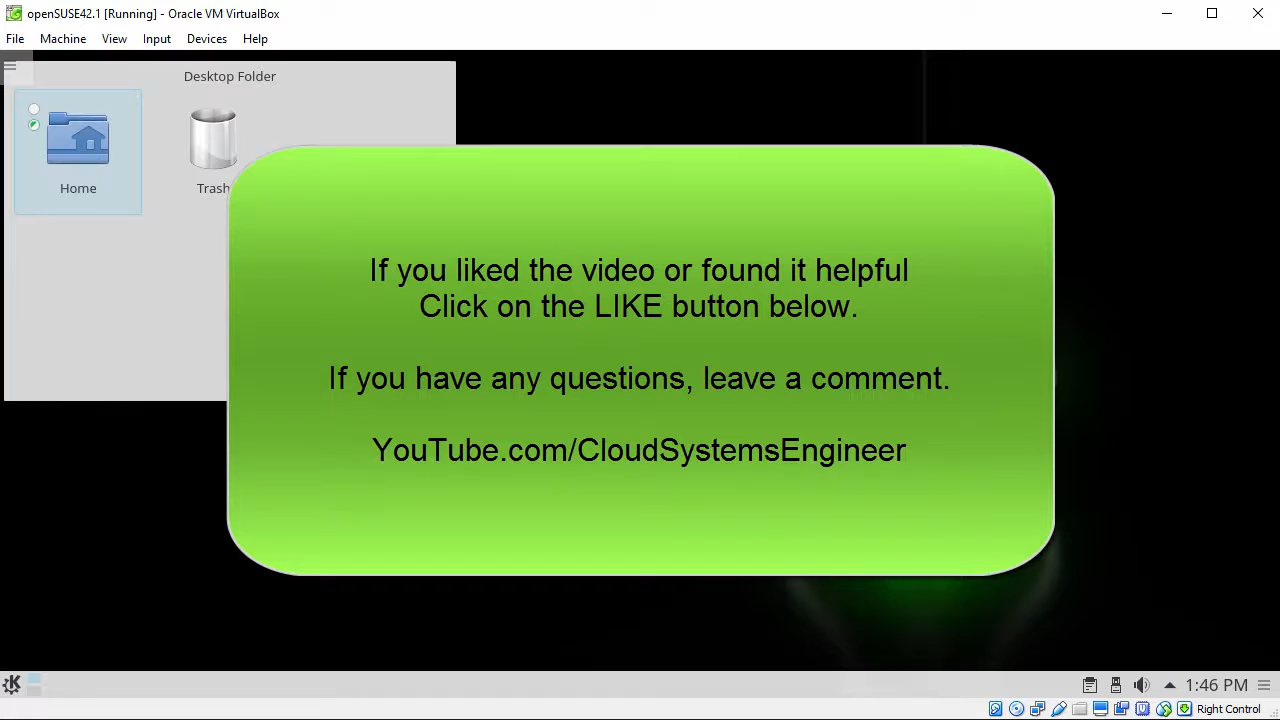 openSUSE42.1 [Running] - Oracle VM VirtualBox
File Machine View Input Devices Help
Desktop Folder
Home
Trash
If you liked the video or found it helpful
Click on the LIKE button below.
If you have any questions, leave a comment.
YouTube.com/CloudSystemsEngineer
1:46 PM
Right Control